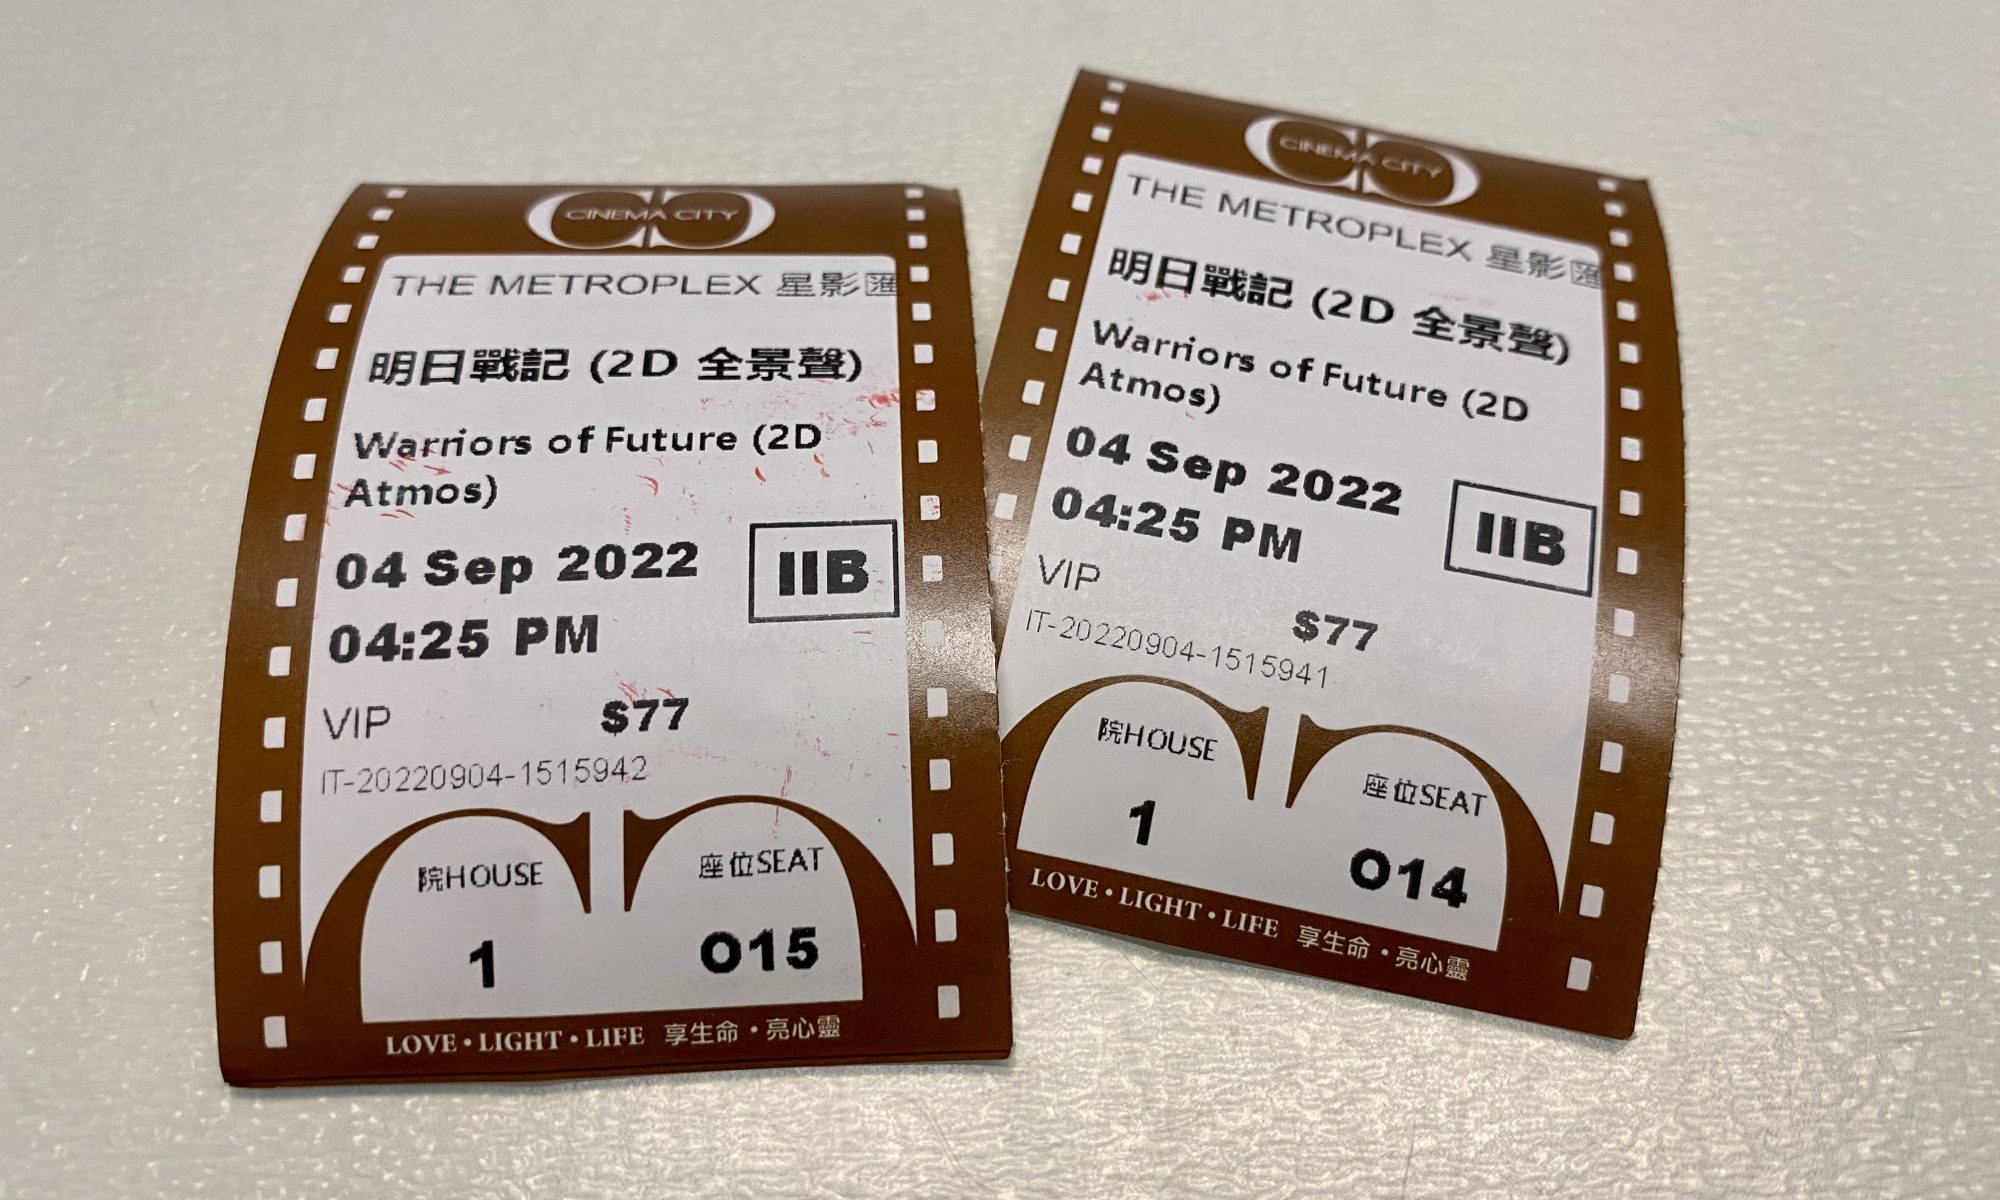 CINEMA CITY
THE METROPLEX 星影匯
明日戰記 (2D 全景聲)
Warriors of Future (2D
Atmos)
04 Sep 2022
IIB
04:25 PM
VIP $77
IT-20220904-1515942
院HOUSE 座位SEAT
1 O15
LOVE • LIGHT • LIFE 享生命 • 亮心靈
CINEMA CITY
THE METROPLEX 星影匯
明日戰記 (2D 全景聲)
Warriors of Future (2D
Atmos)
04 Sep 2022
04:25 PM
IIB
VIP $77
IT-20220904-1515941
院HOUSE 座位SEAT
1 O14
LOVE • LIGHT • LIFE 享生命 • 亮心靈